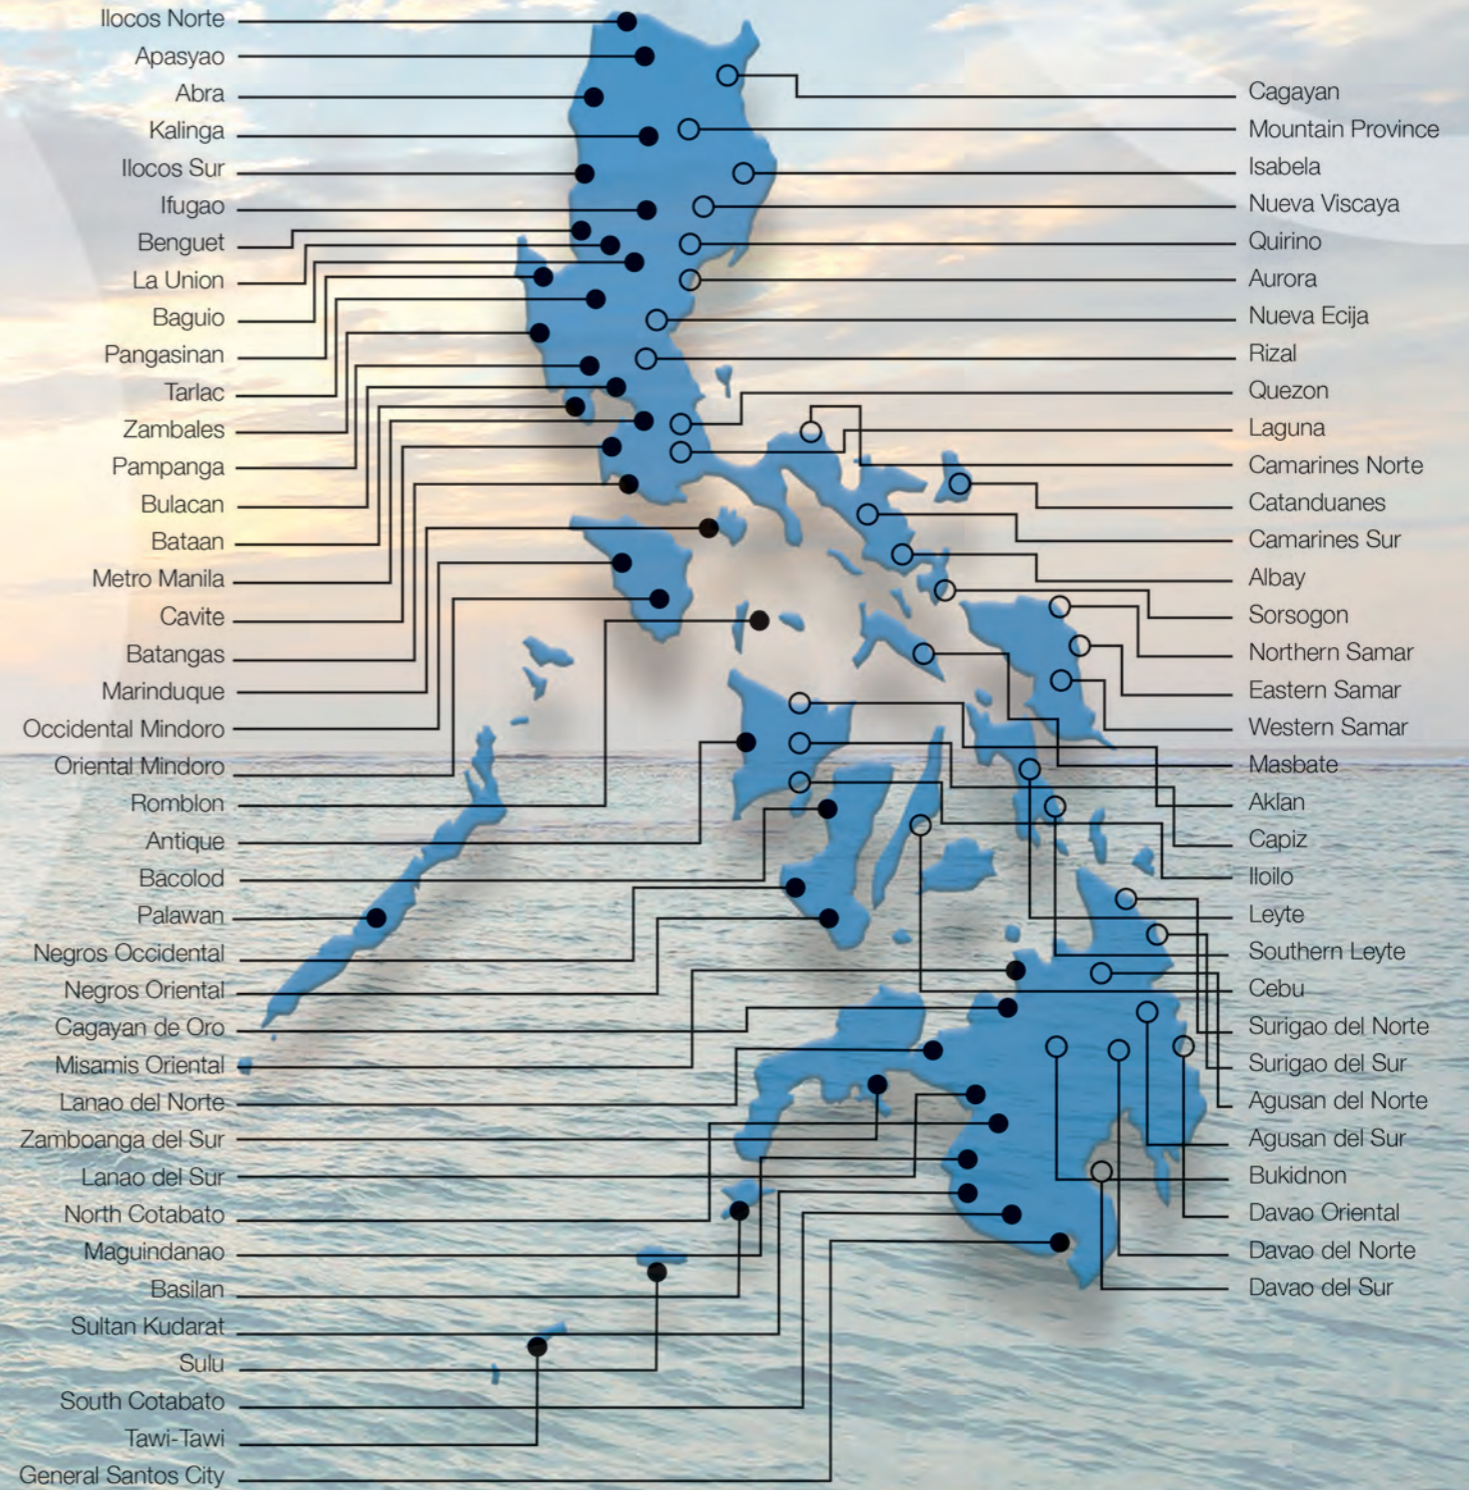 Ilocos Norte
Apasyao
Abra
Kalinga
Ilocos Sur
Ifugao
Benguet
La Union
Baguio
Pangasinan
Tarlac
Zambales
Pampanga
Bulacan
Bataan
Metro Manila
Cavite
Batangas
Marinduque
Occidental Mindoro
Oriental Mindoro
Romblon
Antique
Bacolod
Palawan
Negros Occidental
Negros Oriental
Cagayan de Oro
Misamis Oriental
Lanao del Norte
Zamboanga del Sur
Lanao del Sur
North Cotabato
Maguindanao
Basilan
Sultan Kudarat
Sulu
South Cotabato
Tawi-Tawi
General Santos City
Cagayan
Mountain Province
Isabela
Nueva Viscaya
Quirino
Aurora
Nueva Ecija
Rizal
Quezon
Laguna
Camarines Norte
Catanduanes
Camarines Sur
Albay
Sorsogon
Northern Samar
Eastern Samar
Western Samar
Masbate
Aklan
Capiz
Iloilo
Leyte
Southern Leyte
Cebu
Surigao del Norte
Surigao del Sur
Agusan del Norte
Agusan del Sur
Bukidnon
Davao Oriental
Davao del Norte
Davao del Sur